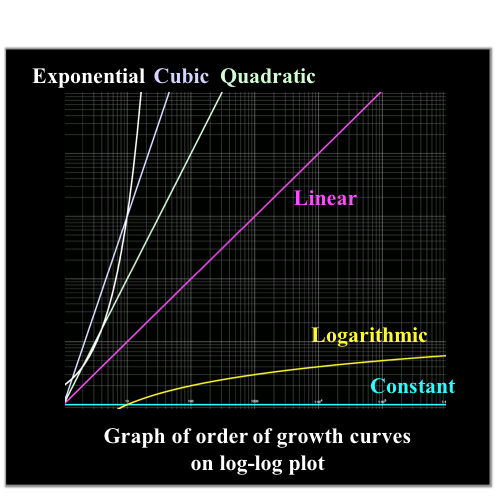 Exponential Cubic Quadratic
Linear
Logarithmic
Constant
Graph of order of growth curves
on log-log plot